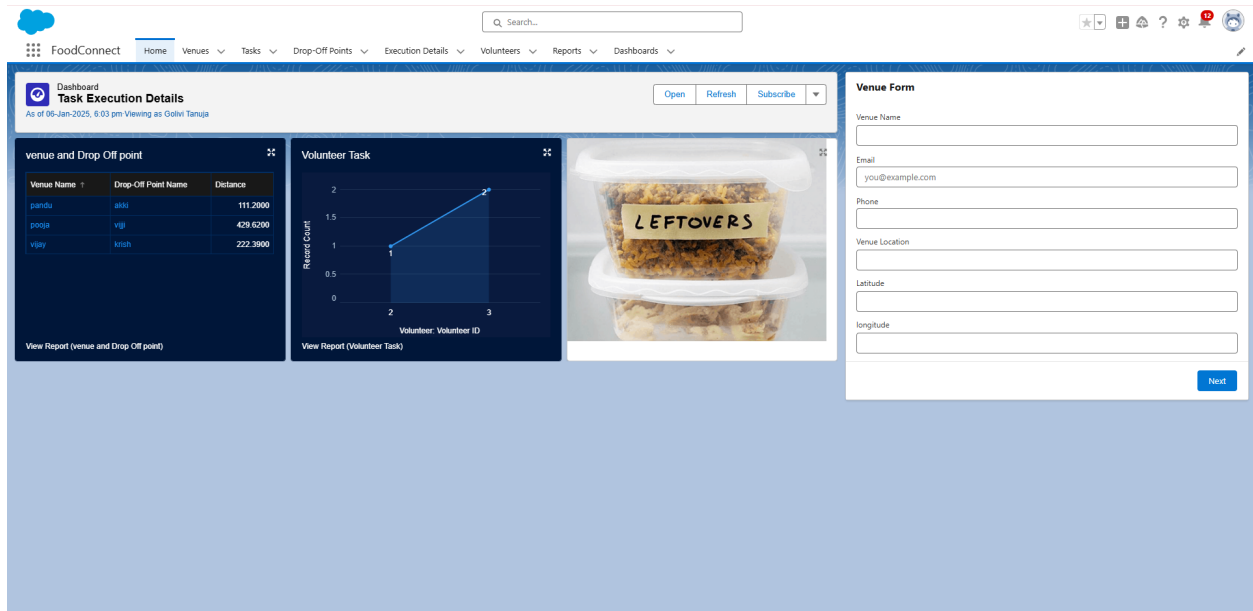 Search...
12
FoodConnect
Home
Venues
Tasks
Drop-Off Points
Execution Details
Volunteers
Reports
Dashboards
Dashboard
Task Execution Details
As of 06-Jan-2025, 6:03 pm·Viewing as Golivi Tanuja
Open
Refresh
Subscribe
venue and Drop Off point
Venue Name ↑ Drop-Off Point Name Distance
pandu akki 111.2000
pooja vijji 429.6200
vijay krish 222.3900
View Report (venue and Drop Off point)
Volunteer Task
Record Count
2
1.5
1
0.5
0
1
2
2 3
Volunteer: Volunteer ID
View Report (Volunteer Task)
LEFTOVERS
Venue Form
Venue Name
Email
you@example.com
Phone
Venue Location
Latitude
longitude
Next